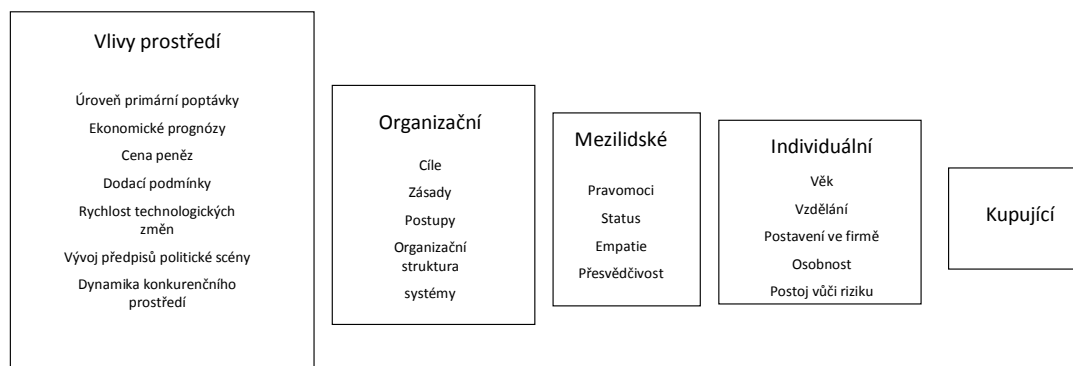 Vlivy prostředí
Úroveň primární poptávky
Ekonomické prognózy
Cena peněz
Dodací podmínky
Rychlost technologických
změn
Vývoj předpisů politické scény
Dynamika konkurenčního
prostředí
Organizační
Cíle
Zásady
Postupy
Organizační
struktura
systémy
Mezilidské
Pravomoci
Status
Empatie
Přesvědčivost
Individuální
Věk
Vzdělání
Postavení ve firmě
Osobnost
Postoj vůči riziku
Kupující